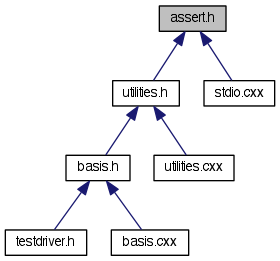 assert.h
utilities.h
stdio.cxx
basis.h
utilities.cxx
testdriver.h
basis.cxx